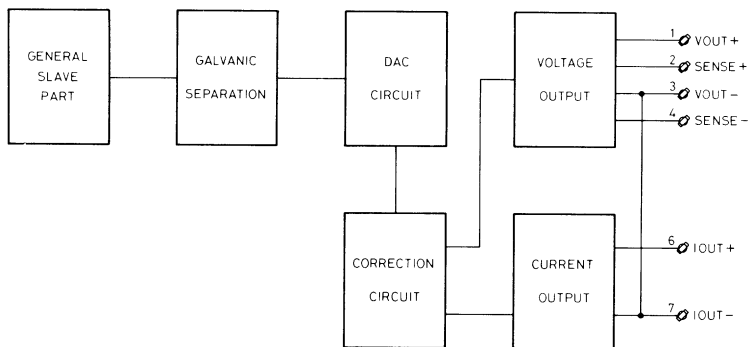 GENERAL
SLAVE
PART
GALVANIC
SEPARATION
DAC
CIRCUIT
VOLTAGE
OUTPUT
1 VOUT+
2 SENSE+
3 VOUT-
4 SENSE-
CORRECTION
CIRCUIT
CURRENT
OUTPUT
6 IOUT+
7 IOUT-